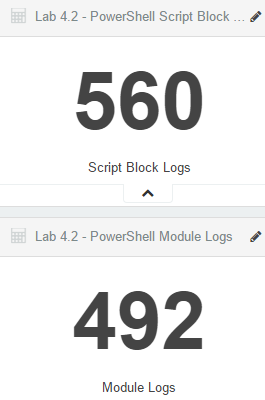 Lab 4.2 - PowerShell Script Block ...
560
Script Block Logs
Lab 4.2 - PowerShell Module Logs
492
Module Logs